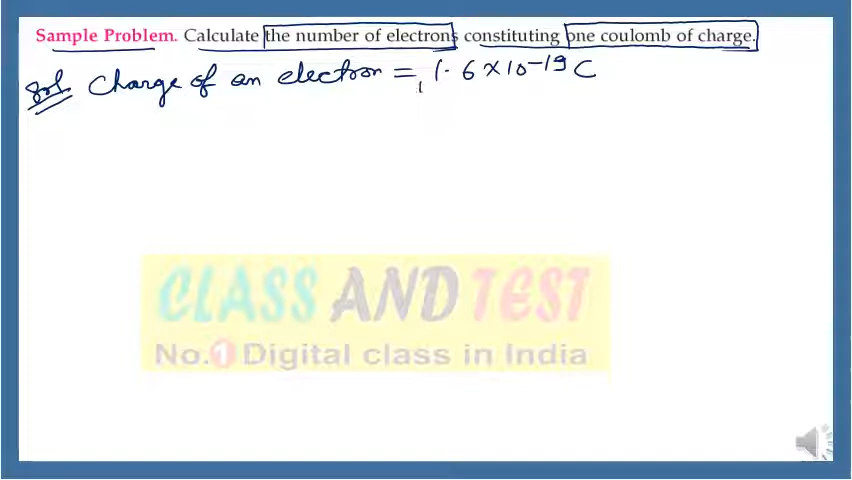 Sample Problem. Calculate the number of electrons constituting one coulomb of charge.
Sol Charge of an electron = 1.6 × 10⁻¹⁹ C
CLASS AND TEST
No.1 Digital class in India